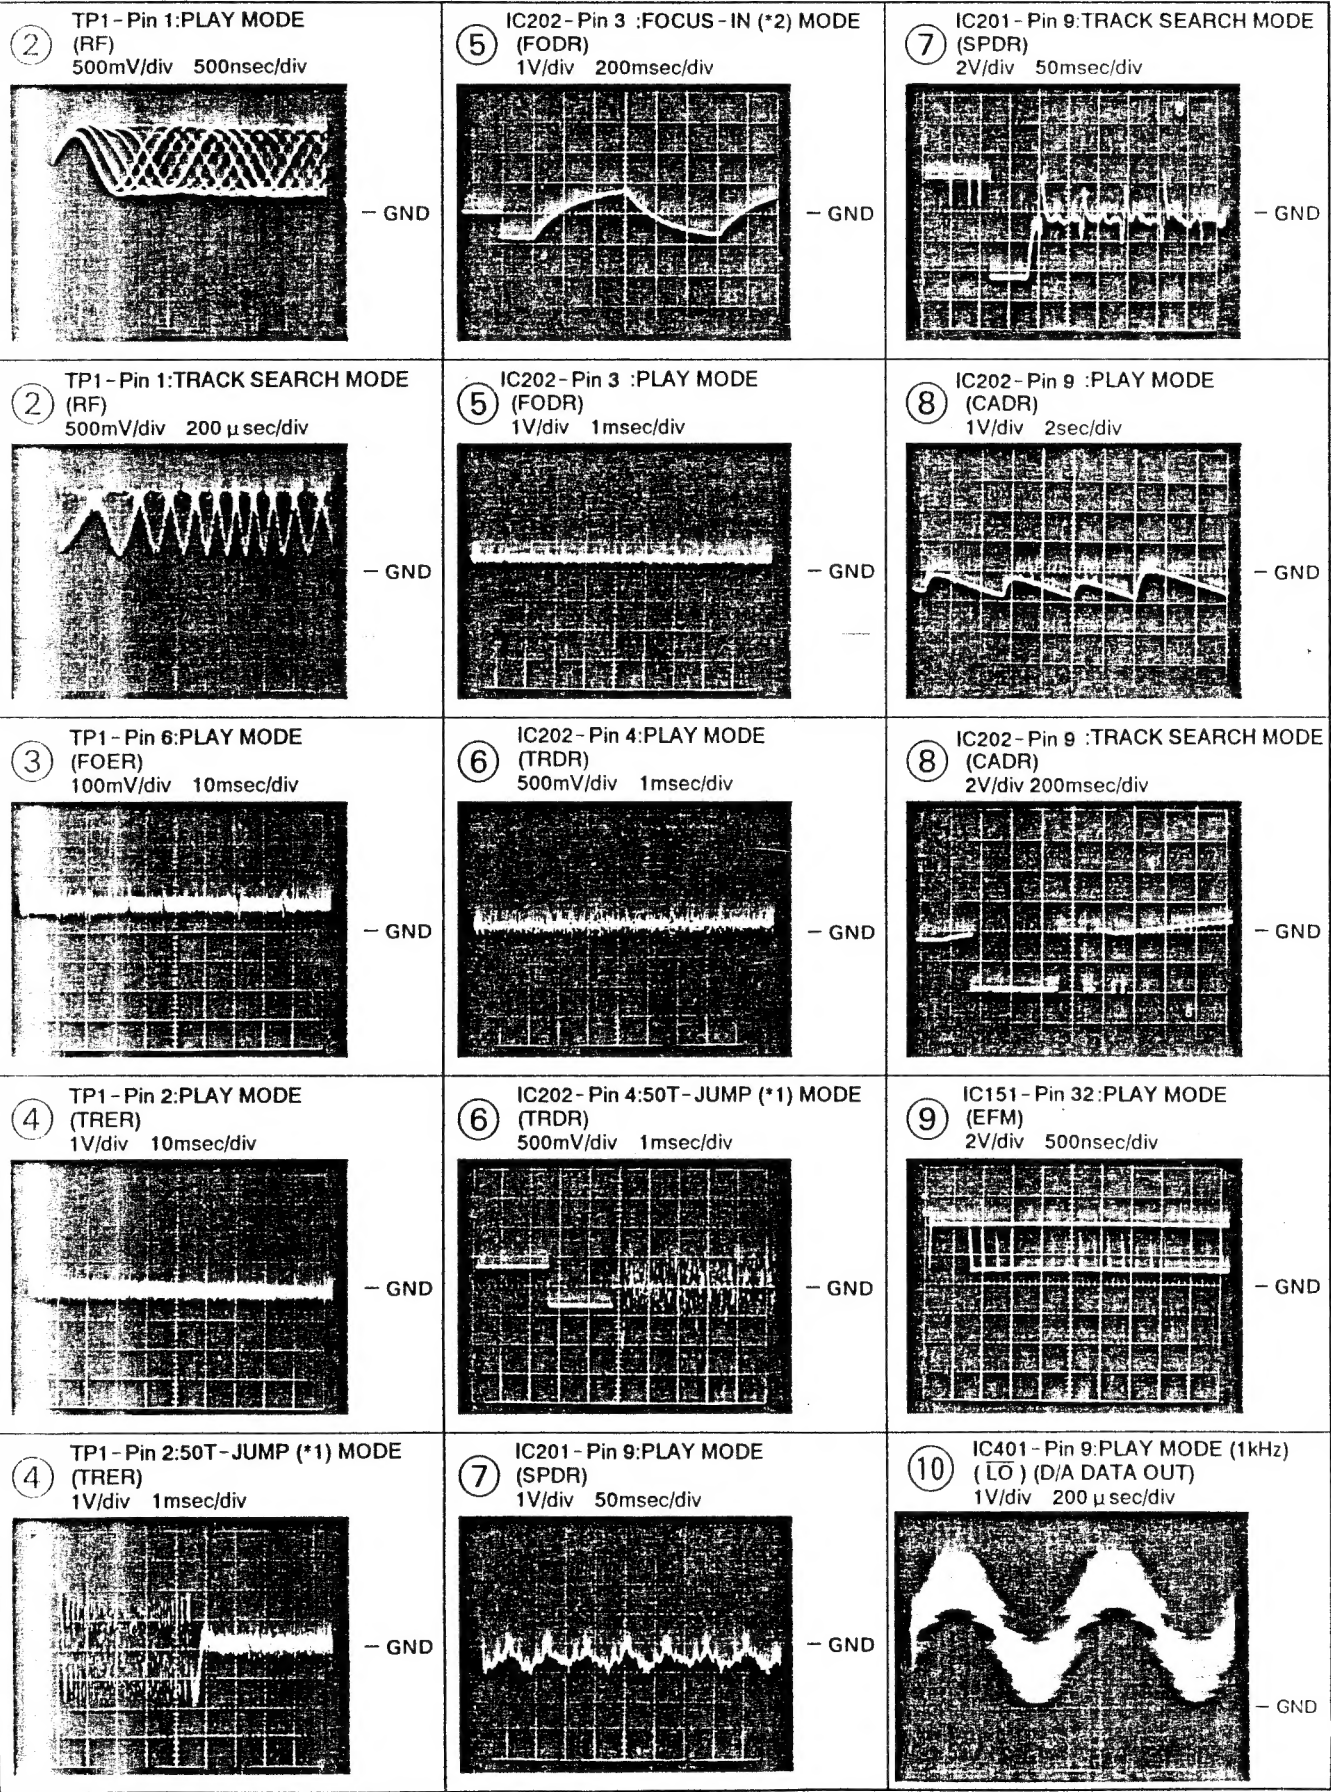 ② TP1-Pin 1:PLAY MODE
(RF)
500mV/div 500nsec/div
- GND
② TP1-Pin 1:TRACK SEARCH MODE
(RF)
500mV/div 200 μ sec/div
- GND
③ TP1-Pin 6:PLAY MODE
(FOER)
100mV/div 10msec/div
- GND
④ TP1-Pin 2:PLAY MODE
(TRER)
1V/div 10msec/div
- GND
④ TP1-Pin 2:50T-JUMP (*1) MODE
(TRER)
1V/div 1msec/div
- GND
⑤ IC202-Pin 3 :FOCUS-IN (*2) MODE
(FODR)
1V/div 200msec/div
- GND
⑤ IC202-Pin 3 :PLAY MODE
(FODR)
1V/div 1msec/div
- GND
⑥ IC202-Pin 4:PLAY MODE
(TRDR)
500mV/div 1msec/div
- GND
⑥ IC202-Pin 4:50T-JUMP (*1) MODE
(TRDR)
500mV/div 1msec/div
- GND
⑦ IC201-Pin 9:PLAY MODE
(SPDR)
1V/div 50msec/div
- GND
⑦ IC201-Pin 9:TRACK SEARCH MODE
(SPDR)
2V/div 50msec/div
- GND
⑧ IC202-Pin 9 :PLAY MODE
(CADR)
1V/div 2sec/div
- GND
⑧ IC202-Pin 9 :TRACK SEARCH MODE
(CADR)
2V/div 200msec/div
- GND
⑨ IC151-Pin 32:PLAY MODE
(EFM)
2V/div 500nsec/div
- GND
⑩ IC401-Pin 9:PLAY MODE (1kHz)
( L̅O̅ ) (D/A DATA OUT)
1V/div 200 μ sec/div
- GND